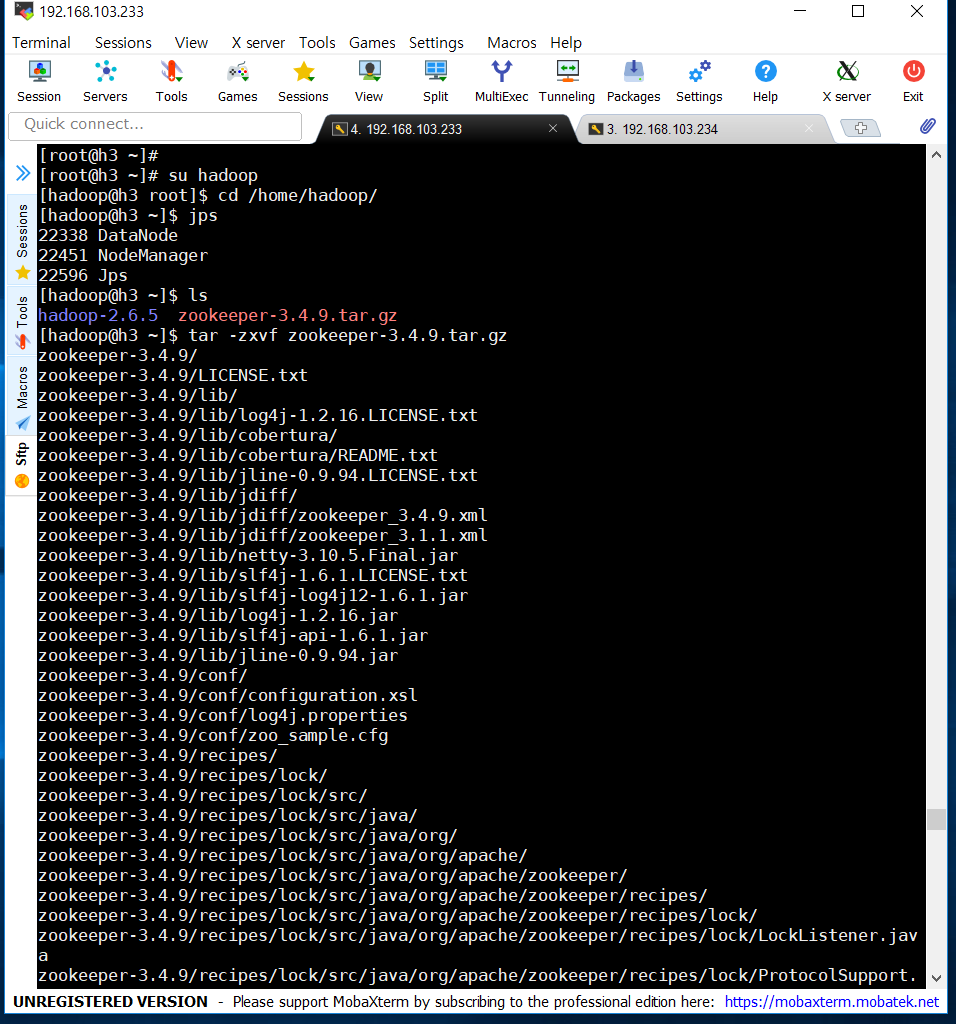 192.168.103.233
Terminal Sessions View X server Tools Games Settings Macros Help
Session Servers Tools Games Sessions View Split MultiExec Tunneling Packages Settings Help X server Exit
Quick connect...
4. 192.168.103.233
3. 192.168.103.234
Sessions
Tools
Macros
Sftp
[root@h3 ~]#
[root@h3 ~]# su hadoop
[hadoop@h3 root]$ cd /home/hadoop/
[hadoop@h3 ~]$ jps
22338 DataNode
22451 NodeManager
22596 Jps
[hadoop@h3 ~]$ ls
hadoop-2.6.5  zookeeper-3.4.9.tar.gz
[hadoop@h3 ~]$ tar -zxvf zookeeper-3.4.9.tar.gz
zookeeper-3.4.9/
zookeeper-3.4.9/LICENSE.txt
zookeeper-3.4.9/lib/
zookeeper-3.4.9/lib/log4j-1.2.16.LICENSE.txt
zookeeper-3.4.9/lib/cobertura/
zookeeper-3.4.9/lib/cobertura/README.txt
zookeeper-3.4.9/lib/jline-0.9.94.LICENSE.txt
zookeeper-3.4.9/lib/jdiff/
zookeeper-3.4.9/lib/jdiff/zookeeper_3.4.9.xml
zookeeper-3.4.9/lib/jdiff/zookeeper_3.1.1.xml
zookeeper-3.4.9/lib/netty-3.10.5.Final.jar
zookeeper-3.4.9/lib/slf4j-1.6.1.LICENSE.txt
zookeeper-3.4.9/lib/slf4j-log4j12-1.6.1.jar
zookeeper-3.4.9/lib/log4j-1.2.16.jar
zookeeper-3.4.9/lib/slf4j-api-1.6.1.jar
zookeeper-3.4.9/lib/jline-0.9.94.jar
zookeeper-3.4.9/conf/
zookeeper-3.4.9/conf/configuration.xsl
zookeeper-3.4.9/conf/log4j.properties
zookeeper-3.4.9/conf/zoo_sample.cfg
zookeeper-3.4.9/recipes/
zookeeper-3.4.9/recipes/lock/
zookeeper-3.4.9/recipes/lock/src/
zookeeper-3.4.9/recipes/lock/src/java/
zookeeper-3.4.9/recipes/lock/src/java/org/
zookeeper-3.4.9/recipes/lock/src/java/org/apache/
zookeeper-3.4.9/recipes/lock/src/java/org/apache/zookeeper/
zookeeper-3.4.9/recipes/lock/src/java/org/apache/zookeeper/recipes/
zookeeper-3.4.9/recipes/lock/src/java/org/apache/zookeeper/recipes/lock/
zookeeper-3.4.9/recipes/lock/src/java/org/apache/zookeeper/recipes/lock/LockListener.jav
a
zookeeper-3.4.9/recipes/lock/src/java/org/apache/zookeeper/recipes/lock/ProtocolSupport.
UNREGISTERED VERSION - Please support MobaXterm by subscribing to the professional edition here: https://mobaxterm.mobatek.net